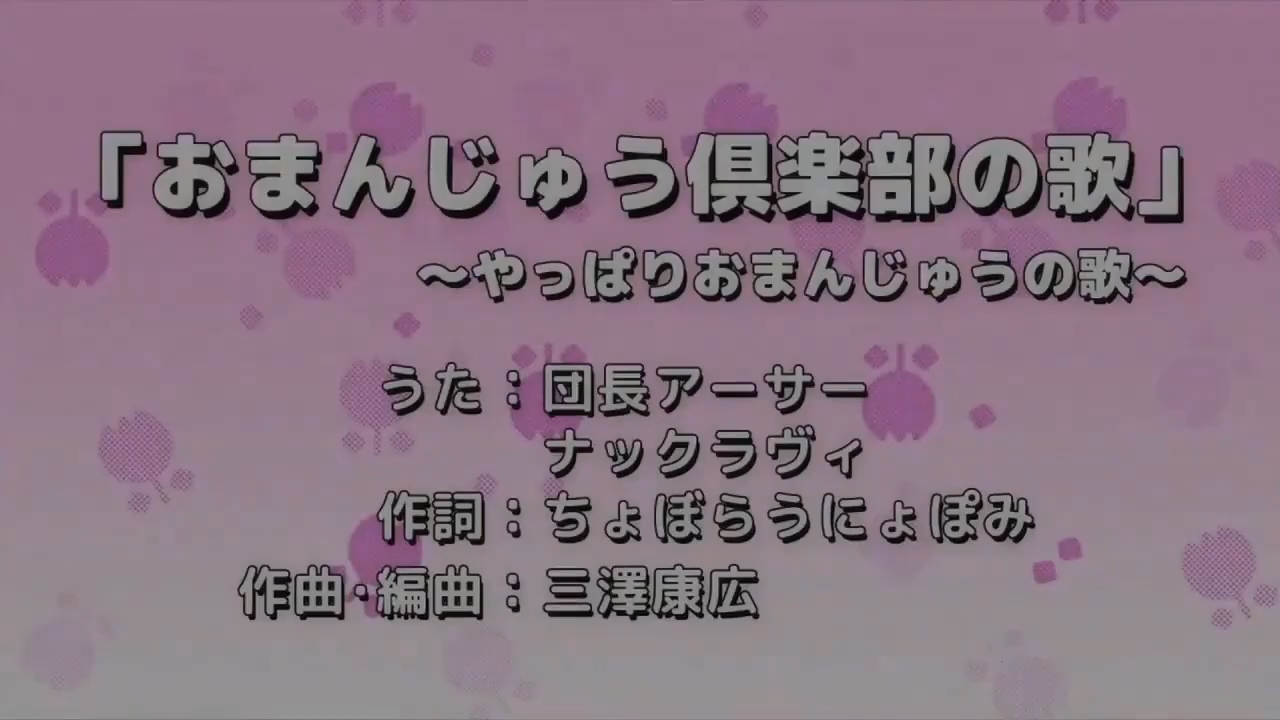 「おまんじゅう倶楽部の歌」
～やっぱりおまんじゅうの歌～
うた：団長アーサー
ナックラヴィ
作詞：ちょぼらうにょぽみ
作曲・編曲：三澤康広